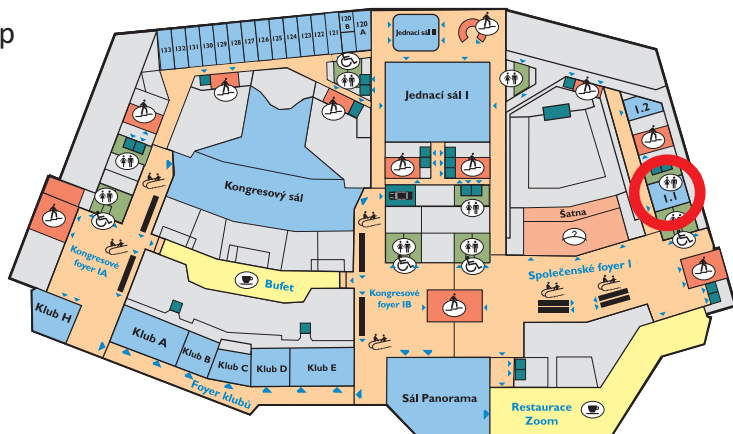 p
133 132 131 130 129 128 127 126 125 124 123 122 121 120 B 120 A
Jednací sál II
Jednací sál I
1.2
1.1
Kongresový sál
Šatna
2
Kongresové
foyer IA
Bufet
Kongresové
foyer IB
Společenské foyer I
Klub H
Klub A
Klub B
Klub C
Klub D
Klub E
Foyer klubů
Sál Panorama
Restaurace
Zoom